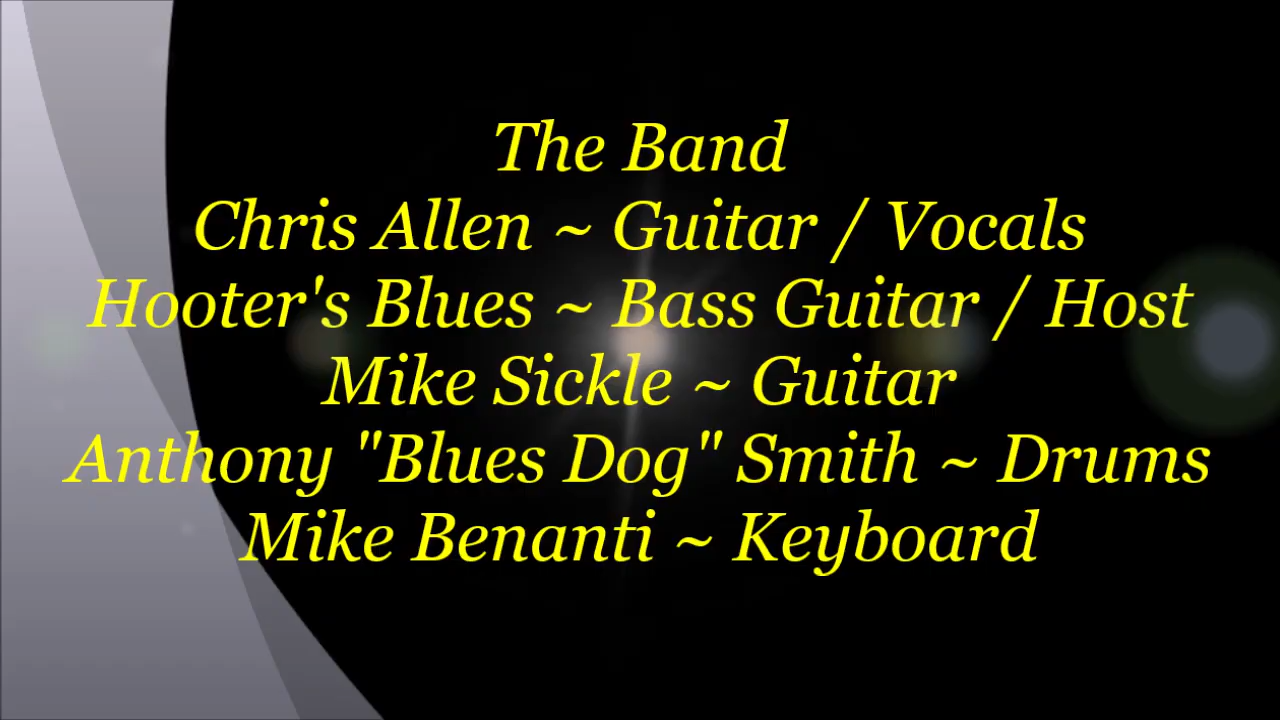 The Band
Chris Allen ~ Guitar / Vocals
Hooter's Blues ~ Bass Guitar / Host
Mike Sickle ~ Guitar
Anthony "Blues Dog" Smith ~ Drums
Mike Benanti ~ Keyboard